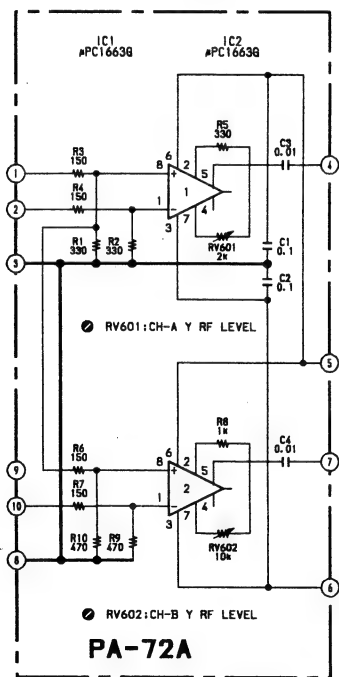 IC1
μPC1663G
IC2
μPC1663G
R5
330
C3
0.01
4
R3
150
1
R4
150
2
6
8
2
+
5
1
1
−
4
7
3
R1
330
R2
330
RV601
2k
C1
0.1
3
C2
0.1
RV601:CH-A Y RF LEVEL
5
R8
1k
C4
0.01
7
R6
150
9
R7
150
10
6
8
2
+
5
2
1
−
4
7
3
R10
470
R9
470
RV602
10k
8
6
RV602:CH-B Y RF LEVEL
PA-72A